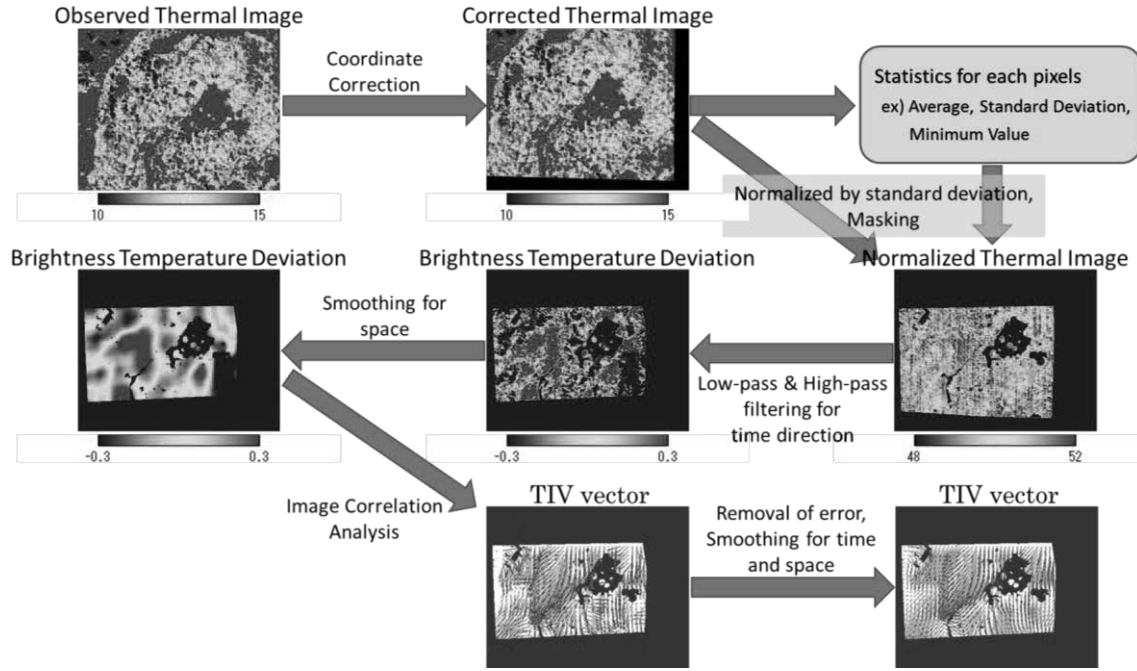 Observed Thermal Image
Coordinate
Correction
Corrected Thermal Image
Statistics for each pixels
ex) Average, Standard Deviation,
Minimum Value
10
15
10
15
Normalized by standard deviation,
Masking
Brightness Temperature Deviation
Smoothing for
space
Brightness Temperature Deviation
Normalized Thermal Image
Low-pass & High-pass
filtering for
time direction
-0.3
0.3
-0.3
0.3
48
52
Image Correlation
Analysis
TIV vector
Removal of error,
Smoothing for time
and space
TIV vector